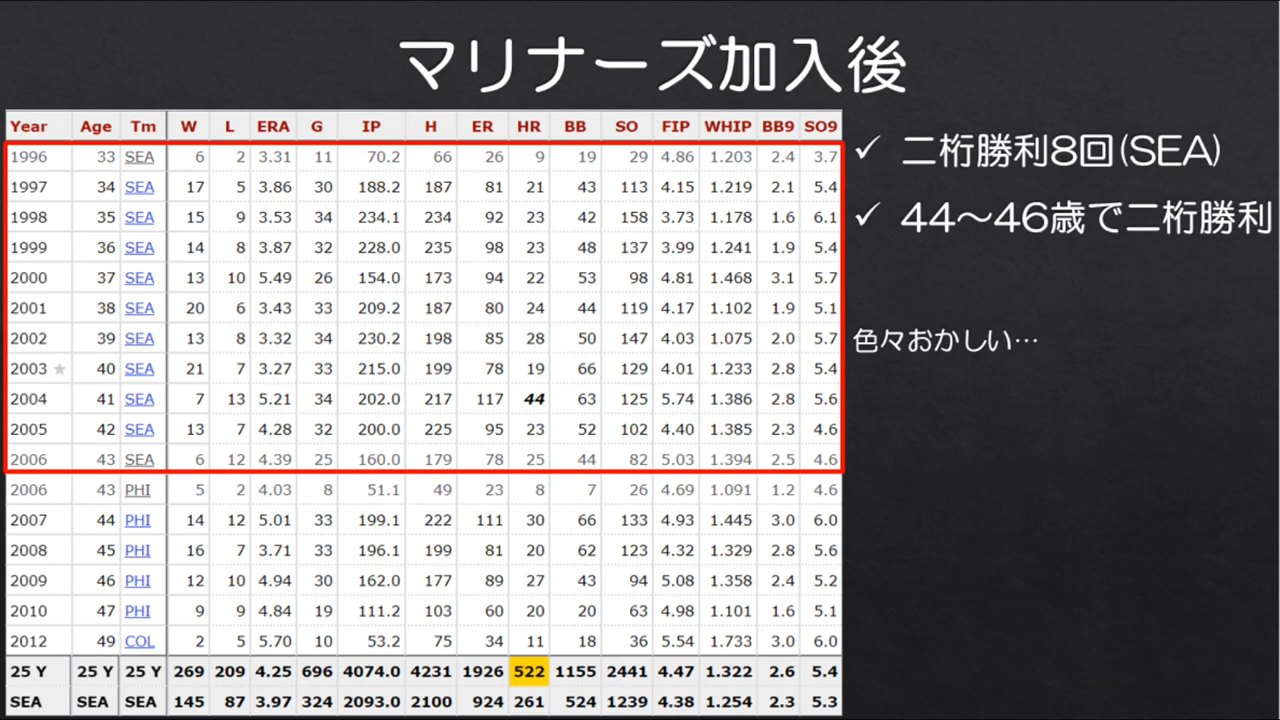 マリナーズ加入後
Year Age Tm W L ERA G IP H ER HR BB SO FIP WHIP BB9 SO9
1996 33 SEA 6 2 3.31 11 70.2 66 26 9 19 29 4.86 1.203 2.4 3.7
1997 34 SEA 17 5 3.86 30 188.2 187 81 21 43 113 4.15 1.219 2.1 5.4
1998 35 SEA 15 9 3.53 34 234.1 234 92 23 42 158 3.73 1.178 1.6 6.1
1999 36 SEA 14 8 3.87 32 228.0 235 98 23 48 137 3.99 1.241 1.9 5.4
2000 37 SEA 13 10 5.49 26 154.0 173 94 22 53 98 4.81 1.468 3.1 5.7
2001 38 SEA 20 6 3.43 33 209.2 187 80 24 44 119 4.17 1.102 1.9 5.1
2002 39 SEA 13 8 3.32 34 230.2 198 85 28 50 147 4.03 1.075 2.0 5.7
2003 ★ 40 SEA 21 7 3.27 33 215.0 199 78 19 66 129 4.01 1.233 2.8 5.4
2004 41 SEA 7 13 5.21 34 202.0 217 117 44 63 125 5.74 1.386 2.8 5.6
2005 42 SEA 13 7 4.28 32 200.0 225 95 23 52 102 4.40 1.385 2.3 4.6
2006 43 SEA 6 12 4.39 25 160.0 179 78 25 44 82 5.03 1.394 2.5 4.6
2006 43 PHI 5 2 4.03 8 51.1 49 23 8 7 26 4.69 1.091 1.2 4.6
2007 44 PHI 14 12 5.01 33 199.1 222 111 30 66 133 4.93 1.445 3.0 6.0
2008 45 PHI 16 7 3.71 33 196.1 199 81 20 62 123 4.32 1.329 2.8 5.6
2009 46 PHI 12 10 4.94 30 162.0 177 89 27 43 94 5.08 1.358 2.4 5.2
2010 47 PHI 9 9 4.84 19 111.2 103 60 20 20 63 4.98 1.101 1.6 5.1
2012 49 COL 2 5 5.70 10 53.2 75 34 11 18 36 5.54 1.733 3.0 6.0
25 Y 25 Y 25 Y 269 209 4.25 696 4074.0 4231 1926 522 1155 2441 4.47 1.322 2.6 5.4
SEA SEA SEA 145 87 3.97 324 2093.0 2100 924 261 524 1239 4.38 1.254 2.3 5.3
✓ 二桁勝利8回(SEA)
✓ 44～46歳で二桁勝利
色々おかしい…